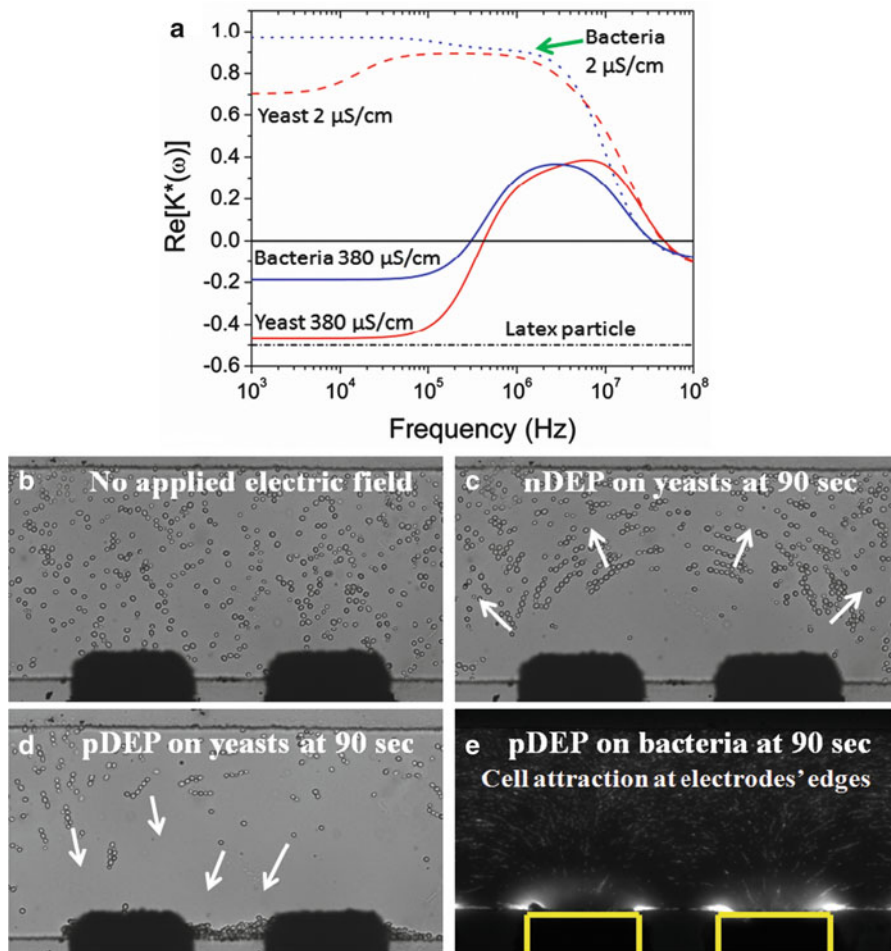 a
1.0
0.8
0.6
0.4
0.2
0.0
-0.2
-0.4
-0.6
Re[K*(ω)]
Bacteria
2 µS/cm
Yeast 2 µS/cm
Bacteria 380 µS/cm
Yeast 380 µS/cm
Latex particle
10³ 10⁴ 10⁵ 10⁶ 10⁷ 10⁸
Frequency (Hz)
b No applied electric field
c nDEP on yeasts at 90 sec
d pDEP on yeasts at 90 sec
e pDEP on bacteria at 90 sec
Cell attraction at electrodes' edges